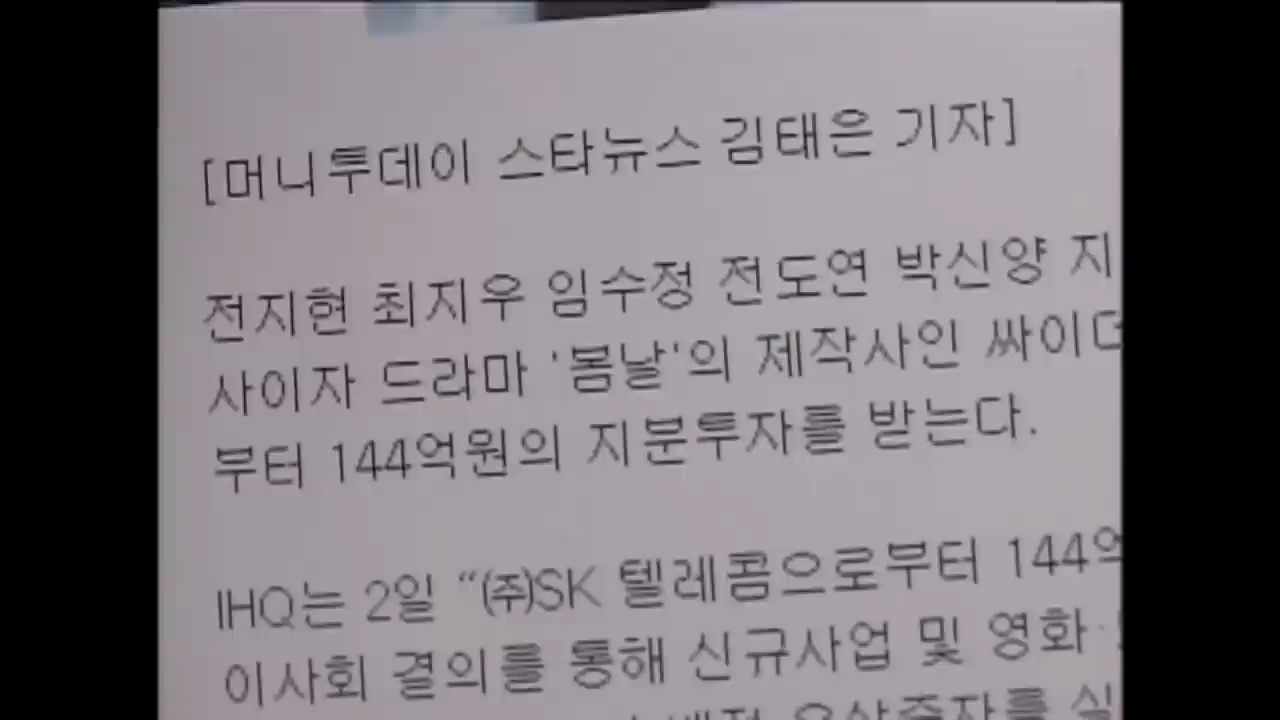 [머니투데이 스타뉴스 김태은 기자]
전지현 최지우 임수정 전도연 박신양 지
사이자 드라마 '봄날'의 제작사인 싸이더
부터 144억원의 지분투자를 받는다.
IHQ는 2일 “(주)SK 텔레콤으로부터 144억
이사회 결의를 통해 신규사업 및 영화